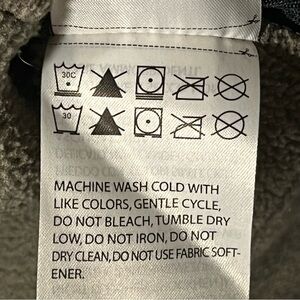 30C
30
MACHINE WASH COLD WITH
LIKE COLORS, GENTLE CYCLE,
DO NOT BLEACH, TUMBLE DRY
LOW, DO NOT IRON, DO NOT
DRY CLEAN, DO NOT USE FABRIC SOFT-
ENER.